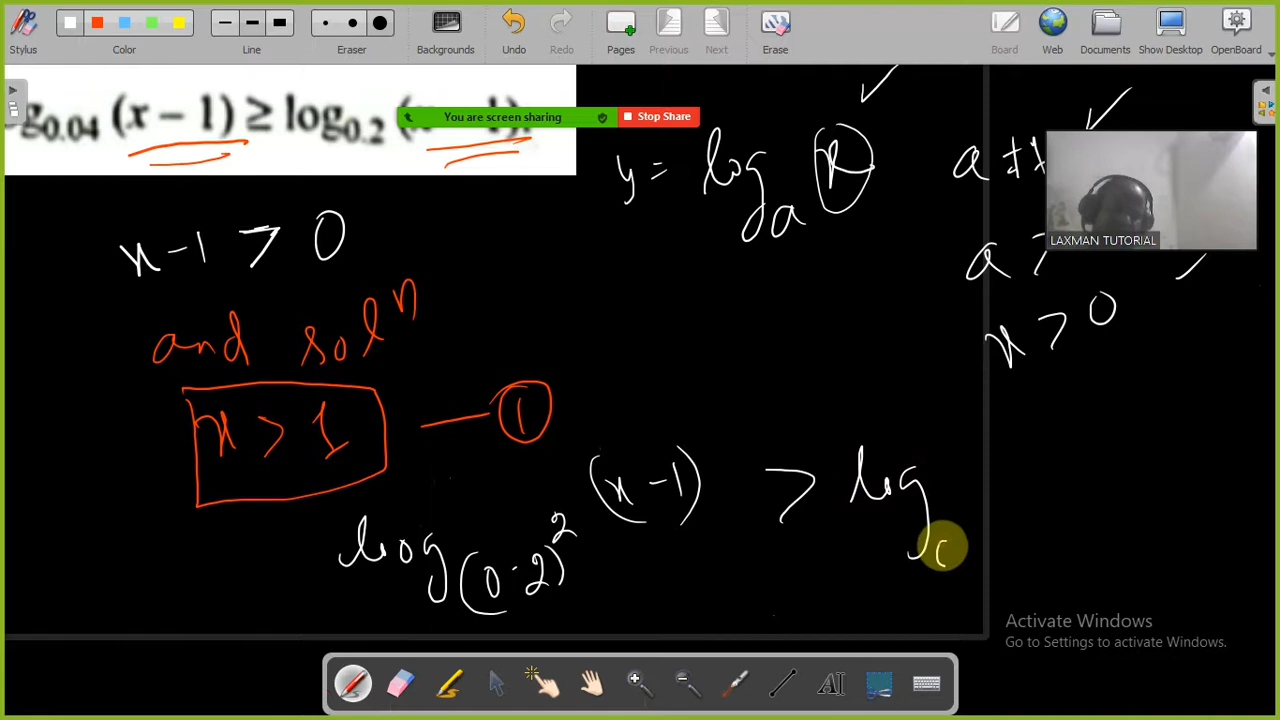 Stylus Color Line Eraser Backgrounds Undo Redo Pages Previous Next Erase Board Web Documents Show Desktop OpenBoard
g0.04 (x − 1) ≥ log0.2
You are screen sharing Stop Share
y = log a x
a ≠
LAXMAN TUTORIAL
x-1 > 0
a >
x > 0
and solⁿ
x > 1 — 1
log (0.2)² (x-1) > log
Activate Windows
Go to Settings to activate Windows.